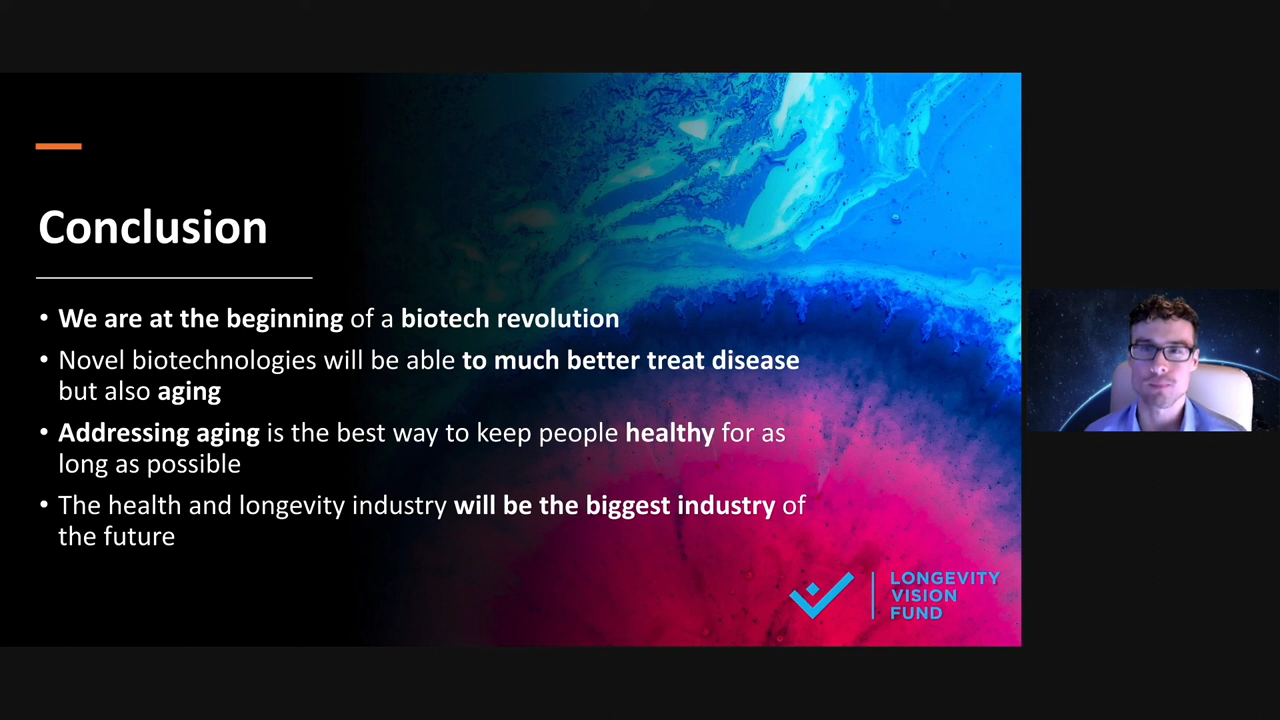 Conclusion
• We are at the beginning of a biotech revolution
• Novel biotechnologies will be able to much better treat disease
but also aging
• Addressing aging is the best way to keep people healthy for as
long as possible
• The health and longevity industry will be the biggest industry of
the future
LONGEVITY
VISION
FUND